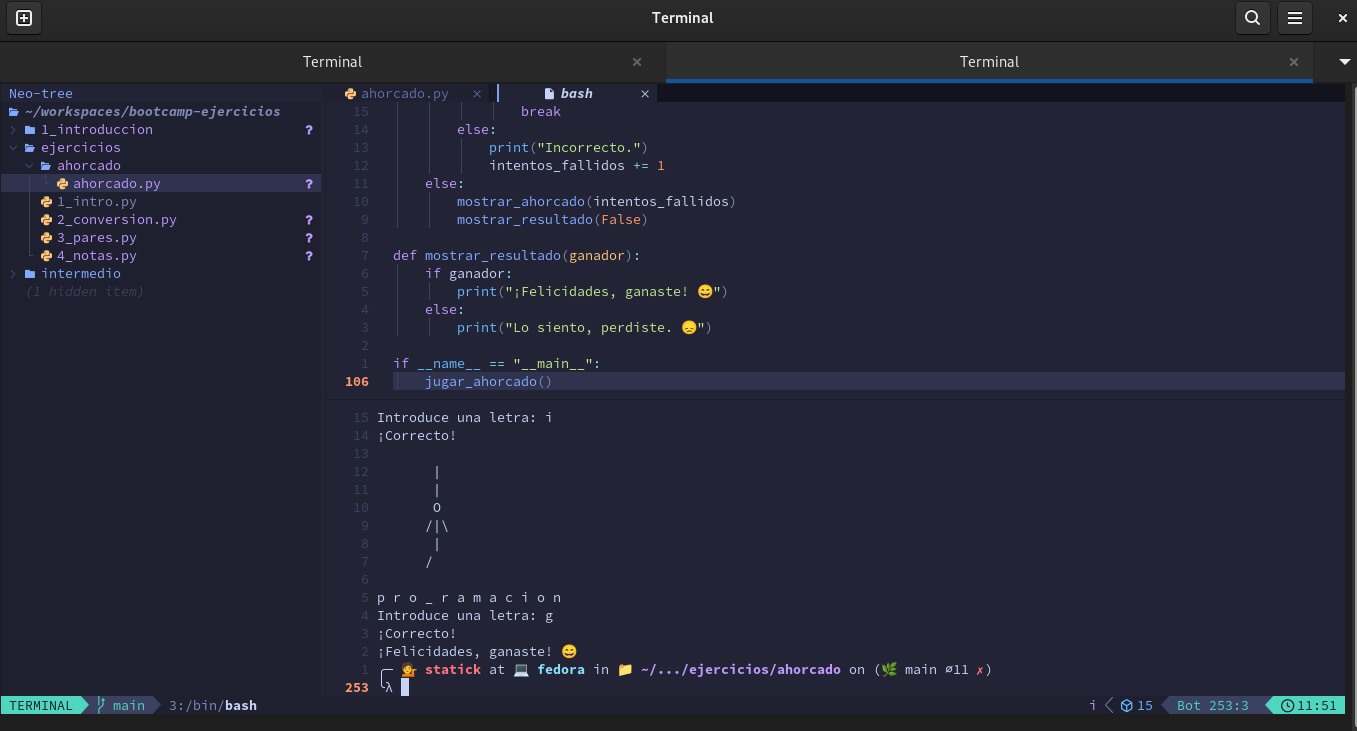 Terminal
Terminal
Terminal
Neo-tree
~/workspaces/bootcamp-ejercicios
1_introduccion ?
ejercicios
ahorcado
ahorcado.py ?
1_intro.py
2_conversion.py ?
3_pares.py ?
4_notas.py ?
intermedio
(1 hidden item)
ahorcado.py bash
15 break
14 else:
13 print("Incorrecto.")
12 intentos_fallidos += 1
11 else:
10 mostrar_ahorcado(intentos_fallidos)
9 mostrar_resultado(False)
8
7 def mostrar_resultado(ganador):
6 if ganador:
5 print("¡Felicidades, ganaste! 😄")
4 else:
3 print("Lo siento, perdiste. 😞")
2
1 if __name__ == "__main__":
106 jugar_ahorcado()
15 Introduce una letra: i
14 ¡Correcto!
13
12 |
11 |
10 O
9 /|\
8 |
7 /
6
5 p r o _ r a m a c i o n
4 Introduce una letra: g
3 ¡Correcto!
2 ¡Felicidades, ganaste! 😄
1 ╭─ 💁 statick at 💻 fedora in 📁 ~/.../ejercicios/ahorcado on (🌿 main ⌀11 ✗)
253 ╰λ
TERMINAL main 3:/bin/bash i 15 Bot 253:3 11:51